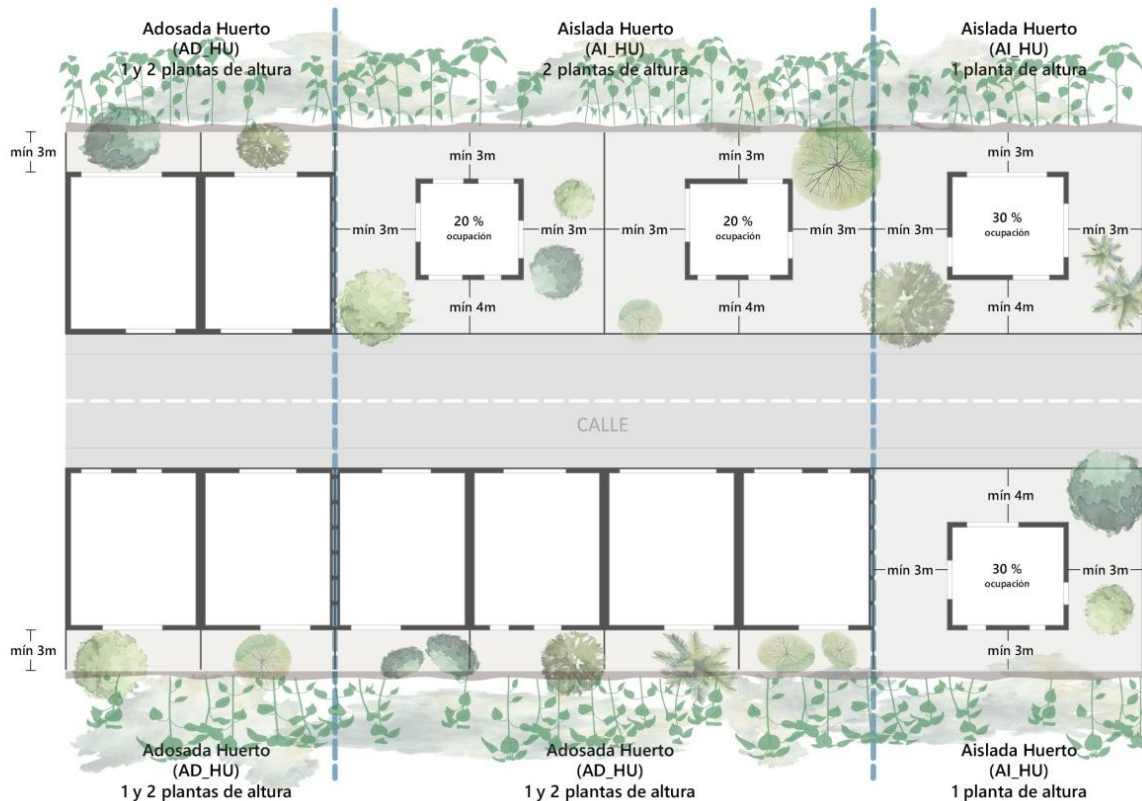 Adosada Huerto
(AD_HU)
1 y 2 plantas de altura
Aislada Huerto
(AI_HU)
2 plantas de altura
Aislada Huerto
(AI_HU)
1 planta de altura
mín 3m
mín 3m
mín 3m
mín 3m
20 %
ocupación
20 %
ocupación
30 %
ocupación
mín 3m
mín 3m
mín 3m
mín 3m
mín 3m
mín 3m
mín 4m
mín 4m
mín 4m
CALLE
mín 4m
30 %
ocupación
mín 3m
mín 3m
mín 3m
mín 3m
Adosada Huerto
(AD_HU)
1 y 2 plantas de altura
Adosada Huerto
(AD_HU)
1 y 2 plantas de altura
Aislada Huerto
(AI_HU)
1 planta de altura